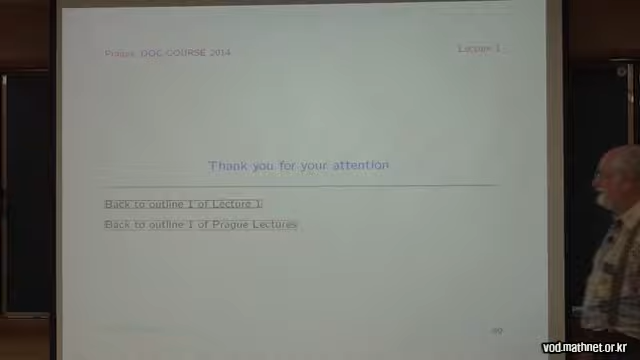 Prague DOC-COURSE 2014
Lecture 1
Thank you for your attention
Back to outline 1 of Lecture 1
Back to outline 1 of Prague Lectures
vod.mathnet.or.kr